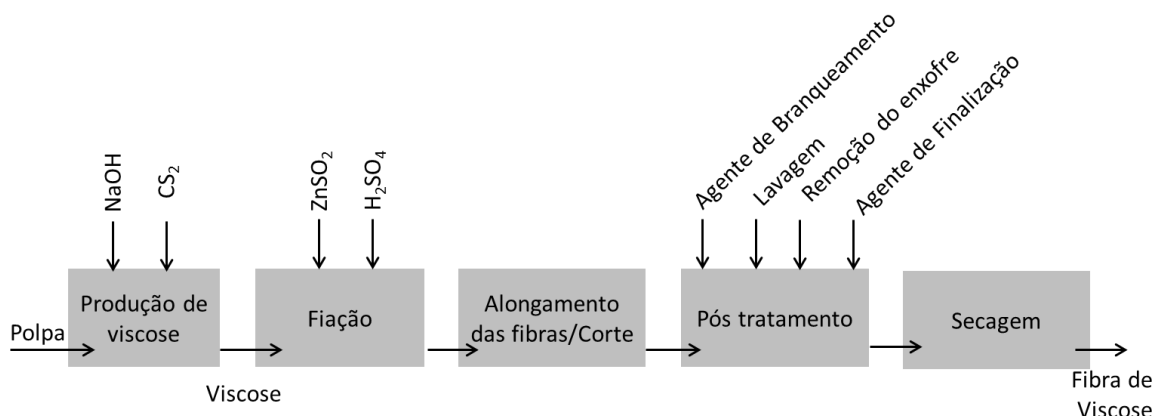 NaOH
CS2
ZnSO2
H2SO4
Agente de Branqueamento
Lavagem
Remoção do enxofre
Agente de Finalização
Polpa
Produção de
viscose
Viscose
Fiação
Alongamento
das fibras/Corte
Pós tratamento
Secagem
Fibra de
Viscose